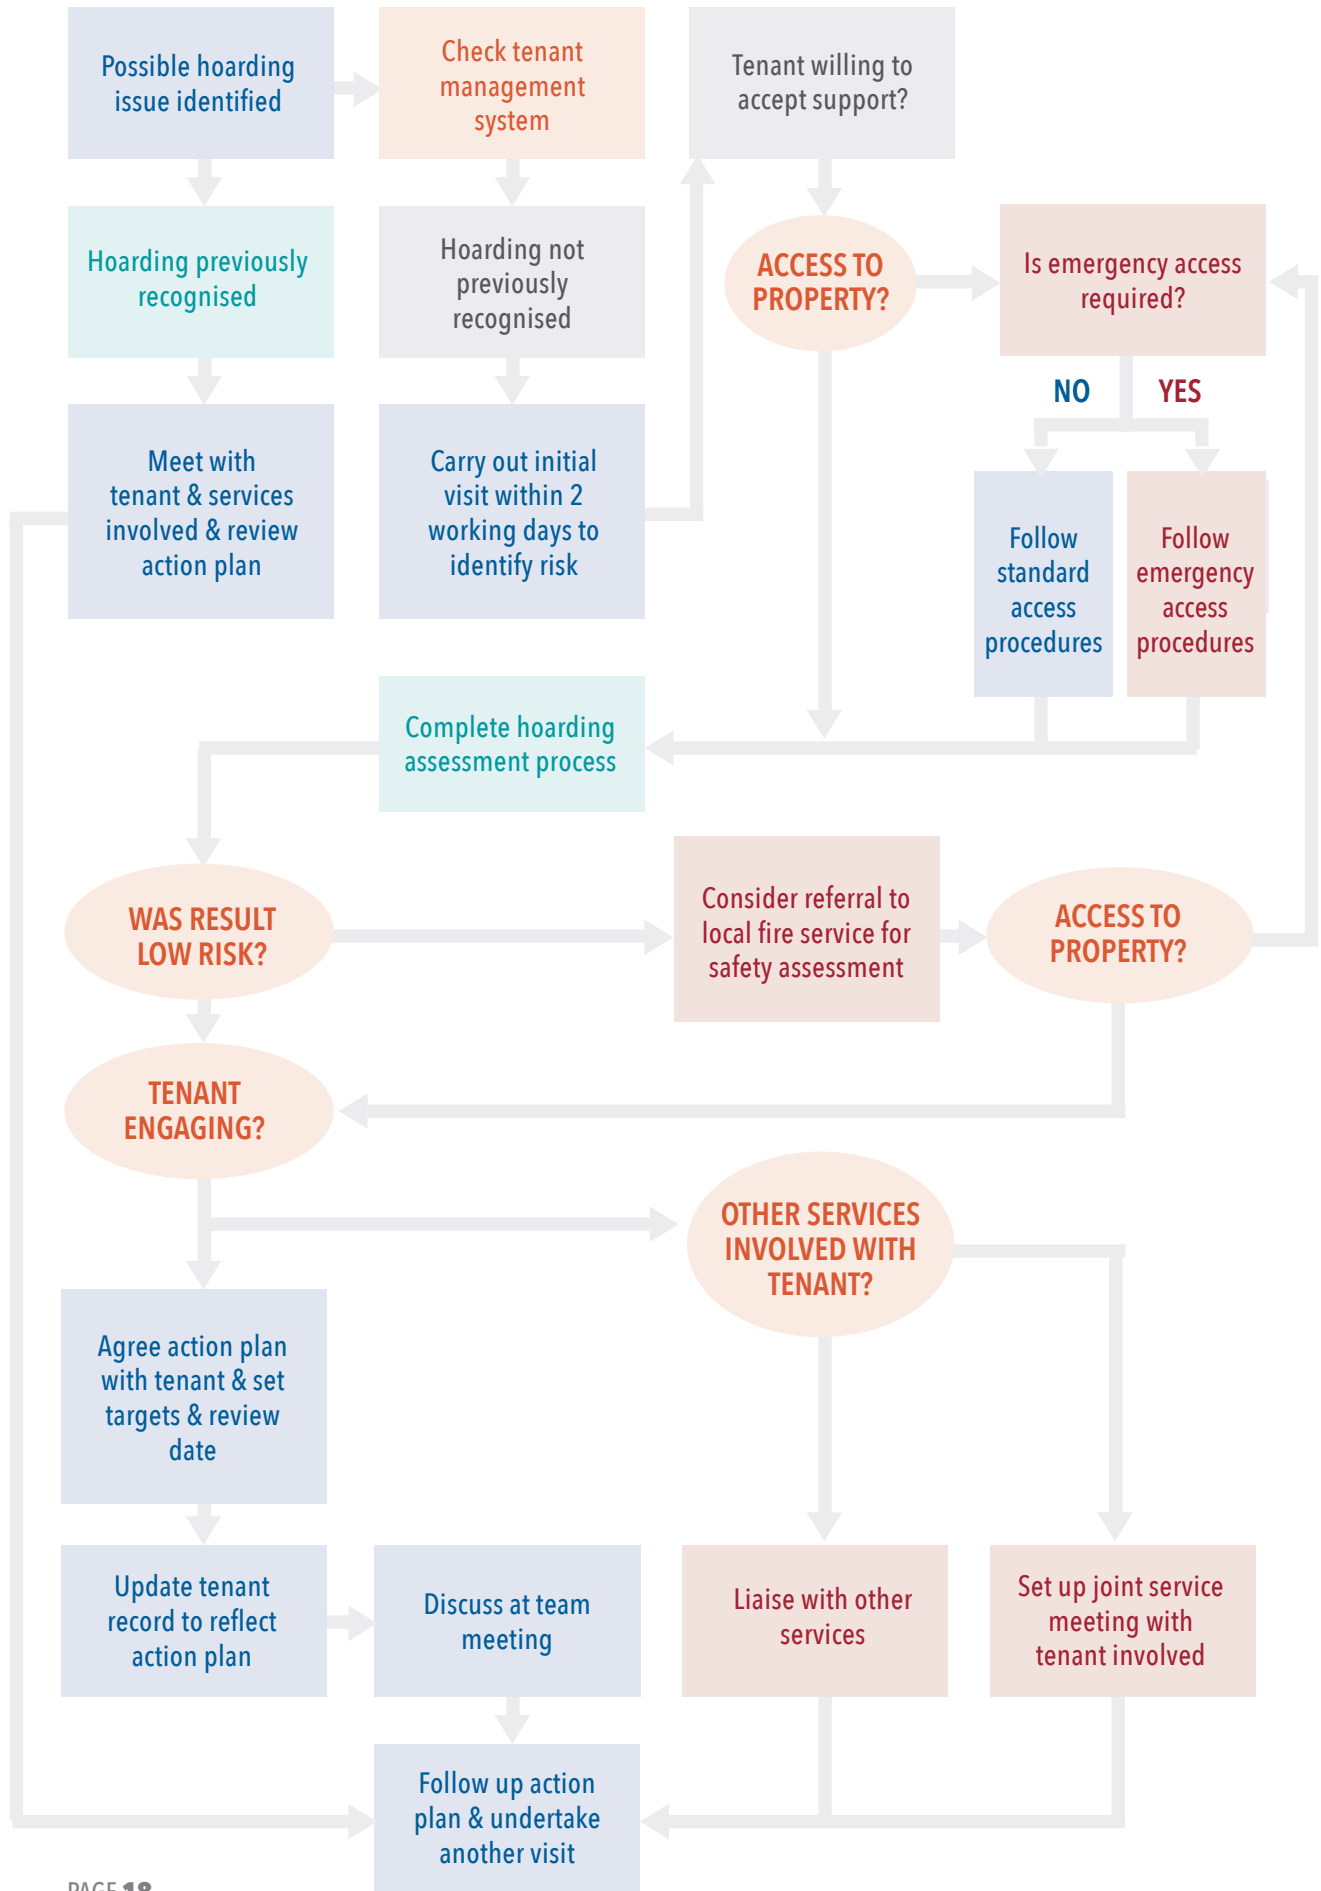 Possible hoarding
issue identified
Check tenant
management
system
Tenant willing to
accept support?
Hoarding previously
recognised
Hoarding not
previously
recognised
ACCESS TO
PROPERTY?
Is emergency access
required?
NO
YES
Meet with
tenant & services
involved & review
action plan
Carry out initial
visit within 2
working days to
identify risk
Follow
standard
access
procedures
Follow
emergency
access
procedures
Complete hoarding
assessment process
WAS RESULT
LOW RISK?
Consider referral to
local fire service for
safety assessment
ACCESS TO
PROPERTY?
TENANT
ENGAGING?
OTHER SERVICES
INVOLVED WITH
TENANT?
Agree action plan
with tenant & set
targets & review
date
Update tenant
record to reflect
action plan
Discuss at team
meeting
Liaise with other
services
Set up joint service
meeting with
tenant involved
Follow up action
plan & undertake
another visit
PAGE 18